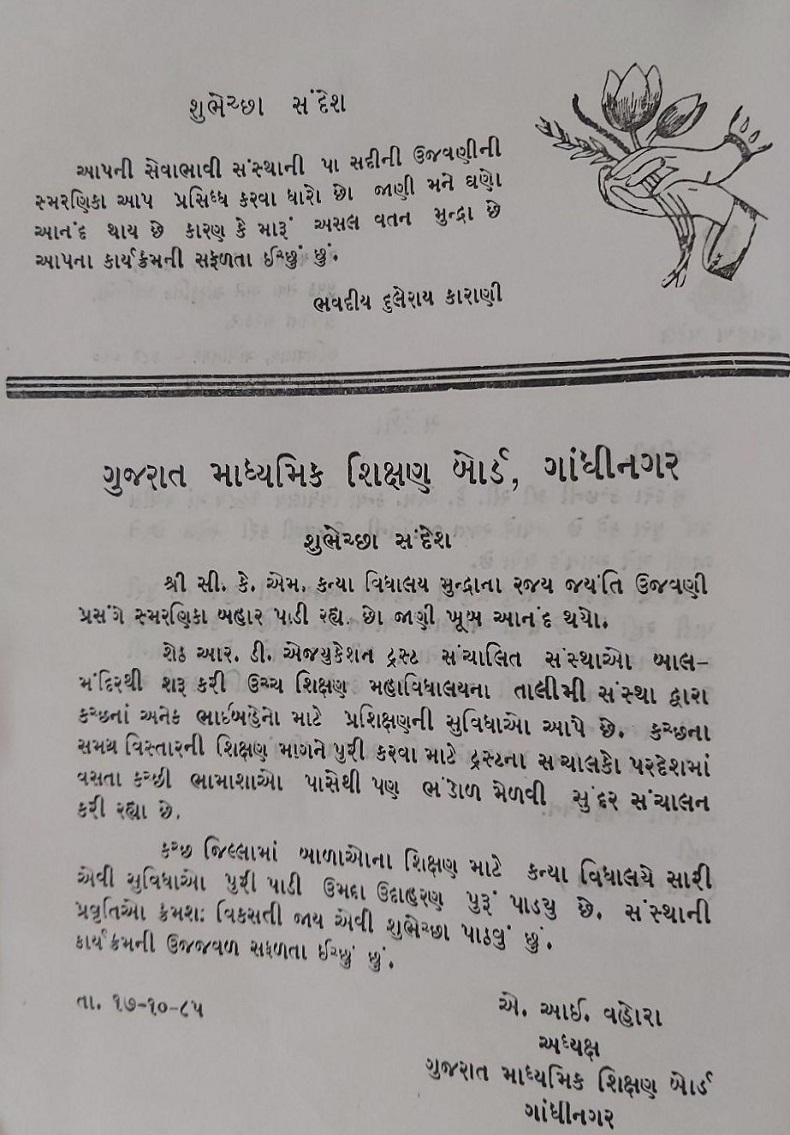 શુભેચ્છા સંદેશ
આપની સેવાભાવી સંસ્થાની પા સદીની ઉજવણીની
સ્મરણિકા આપ પ્રસિધ્ધ કરવા ધારો છો જાણી મને ઘણો
આનંદ થાય છે કારણ કે મારૂં અસલ વતન મુન્દ્રા છે
આપના કાર્યક્રમની સફળતા ઈચ્છું છું.
ભવદીય દુલેરાય કારાણી
ગુજરાત માધ્યમિક શિક્ષણ બોર્ડ, ગાંધીનગર
શુભેચ્છા સંદેશ
શ્રી સી. કે. એમ. કન્યા વિધાલય મુન્દ્રાના રજય જયંતિ ઉજવણી
પ્રસંગે સ્મરણિકા બહાર પાડી રહ્ય. છો જાણી ખૂબ આનંદ થયો.
શેઠ આર. ડી. એજયુકેશન ટ્રસ્ટ સંચાલિત સંસ્થાઓ બાલ-
મંદિરથી શરૂ કરી ઉચ્ચ શિક્ષણ મહાવિધાલયના તાલીમી સંસ્થા દ્વારા
કચ્છનાં અનેક ભાઈબહેનો માટે પ્રશિક્ષણની સુવિધાઓ આપે છે. કચ્છના
સમગ્ર વિસ્તારની શિક્ષણ માગને પુરી કરવા માટે ટ્રસ્ટના સંચાલકો પરદેશમાં
વસતા કચ્છી ભામાશાઓ પાસેથી પણ ભંડોળ મેળવી સુંદર સંચાલન
કરી રહ્યા છે.
કચ્છ જિલ્લામાં બાળાઓના શિક્ષણ માટે કન્યા વિધાલયે સારી
એવી સુવિધાઓ પુરી પાડી ઉમદા ઉદાહરણ પુરૂં પાડયુ છે. સંસ્થાની
પ્રવૃતિઓ ક્રમશઃ વિકસતી જાય એવી શુભેચ્છા પાઠવું છું.
કાર્યક્રમની ઉજજવળ સફળતા ઈચ્છું છું.
તા. ૧૭-૧૦-૮૫
એ. આઈ. વહોરા
અધ્યક્ષ
ગુજરાત માધ્યમિક શિક્ષણ બોર્ડ
ગાંધીનગર